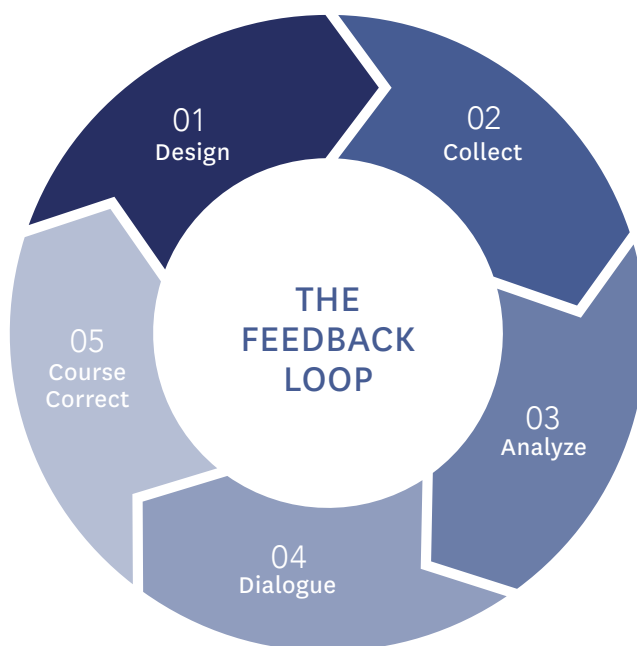 01
Design
02
Collect
03
Analyze
04
Dialogue
05
Course
Correct
THE
FEEDBACK
LOOP